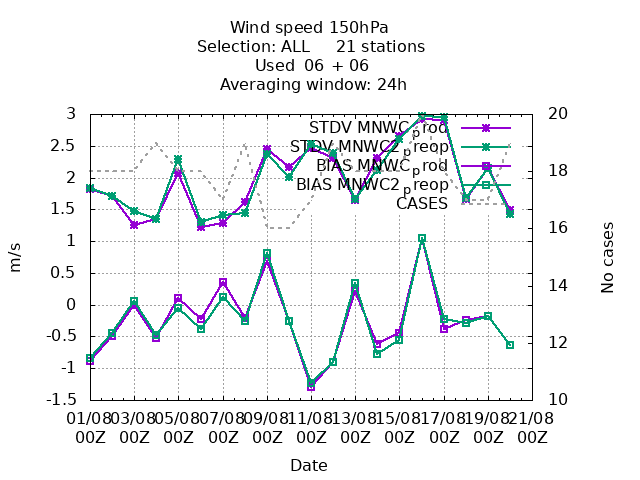 Wind speed 150hPa
Selection: ALL 21 stations
Used 06 + 06
Averaging window: 24h
3
2.5
2
1.5
1
0.5
0
-0.5
-1
-1.5
m/s
STDV MNWC_prod
STDV MNWC2_preop
BIAS MNWC_prod
BIAS MNWC2_preop
CASES
20
18
16
14
12
10
No cases
01/08 03/08 05/08 07/08 09/08 11/08 13/08 15/08 17/08 19/08 21/08
00Z 00Z 00Z 00Z 00Z 00Z 00Z 00Z 00Z 00Z 00Z
Date